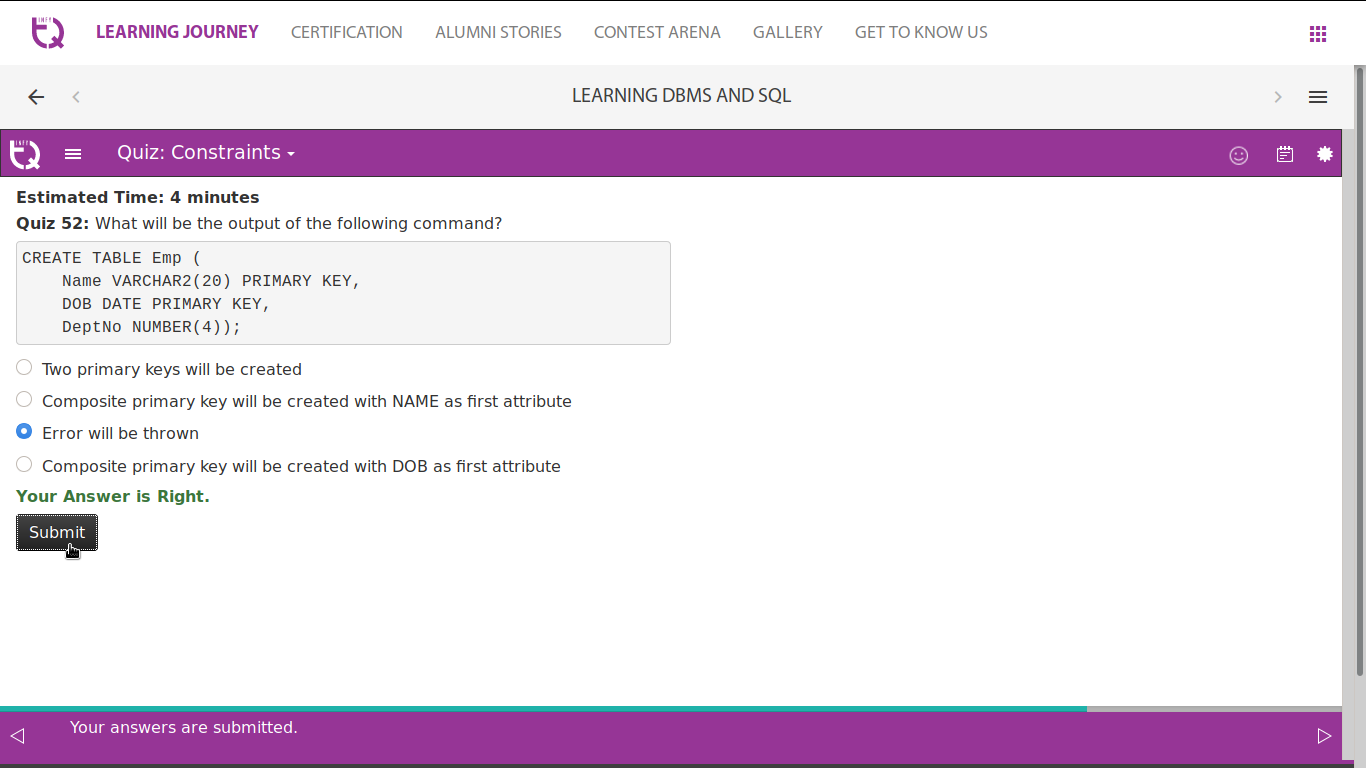 INFY
TQ
LEARNING JOURNEY CERTIFICATION ALUMNI STORIES CONTEST ARENA GALLERY GET TO KNOW US
LEARNING DBMS AND SQL
INFY
TQ
Quiz: Constraints
Estimated Time: 4 minutes
Quiz 52: What will be the output of the following command?
CREATE TABLE Emp (
    Name VARCHAR2(20) PRIMARY KEY,
    DOB DATE PRIMARY KEY,
    DeptNo NUMBER(4));
Two primary keys will be created
Composite primary key will be created with NAME as first attribute
Error will be thrown
Composite primary key will be created with DOB as first attribute
Your Answer is Right.
Submit
Your answers are submitted.